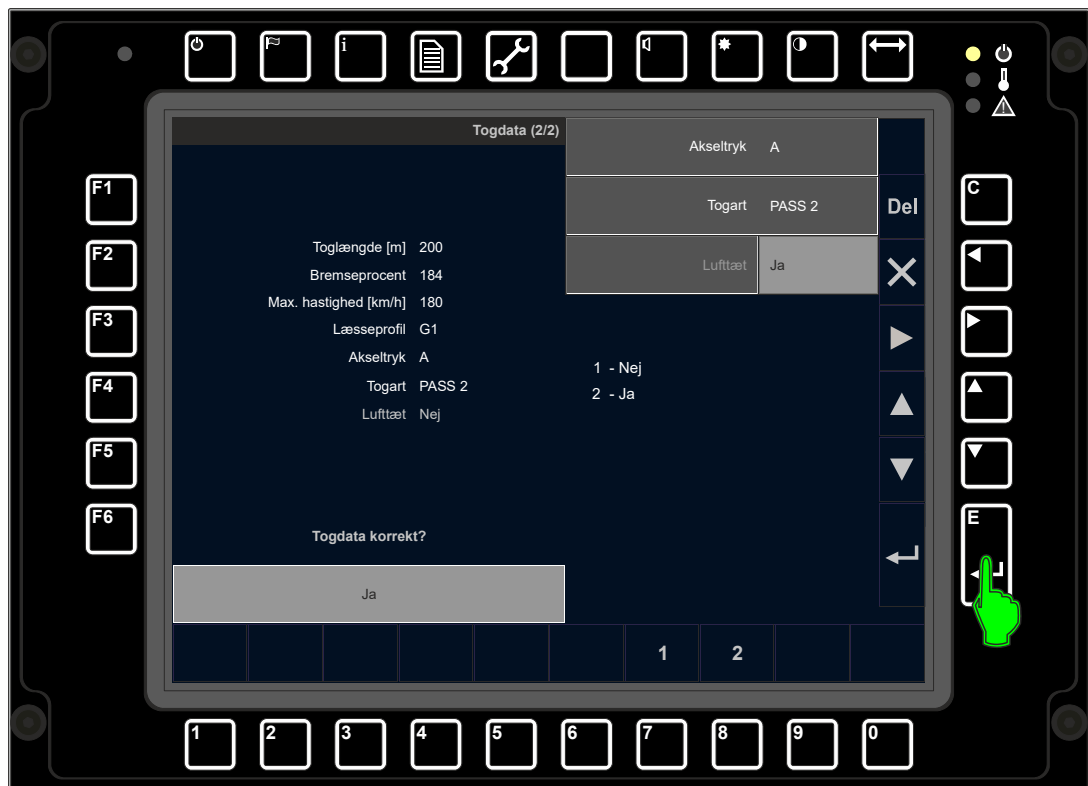 i
Togdata (2/2)
Akseltryk A
Togart PASS 2
Lufttæt Ja
Del
F1
F2
F3
F4
F5
F6
C
E
Toglængde [m] 200
Bremseprocent 184
Max. hastighed [km/h] 180
Læsseprofil G1
Akseltryk A
Togart PASS 2
Lufttæt Nej
1 - Nej
2 - Ja
Togdata korrekt?
Ja
1 2
1 2 3 4 5 6 7 8 9 0